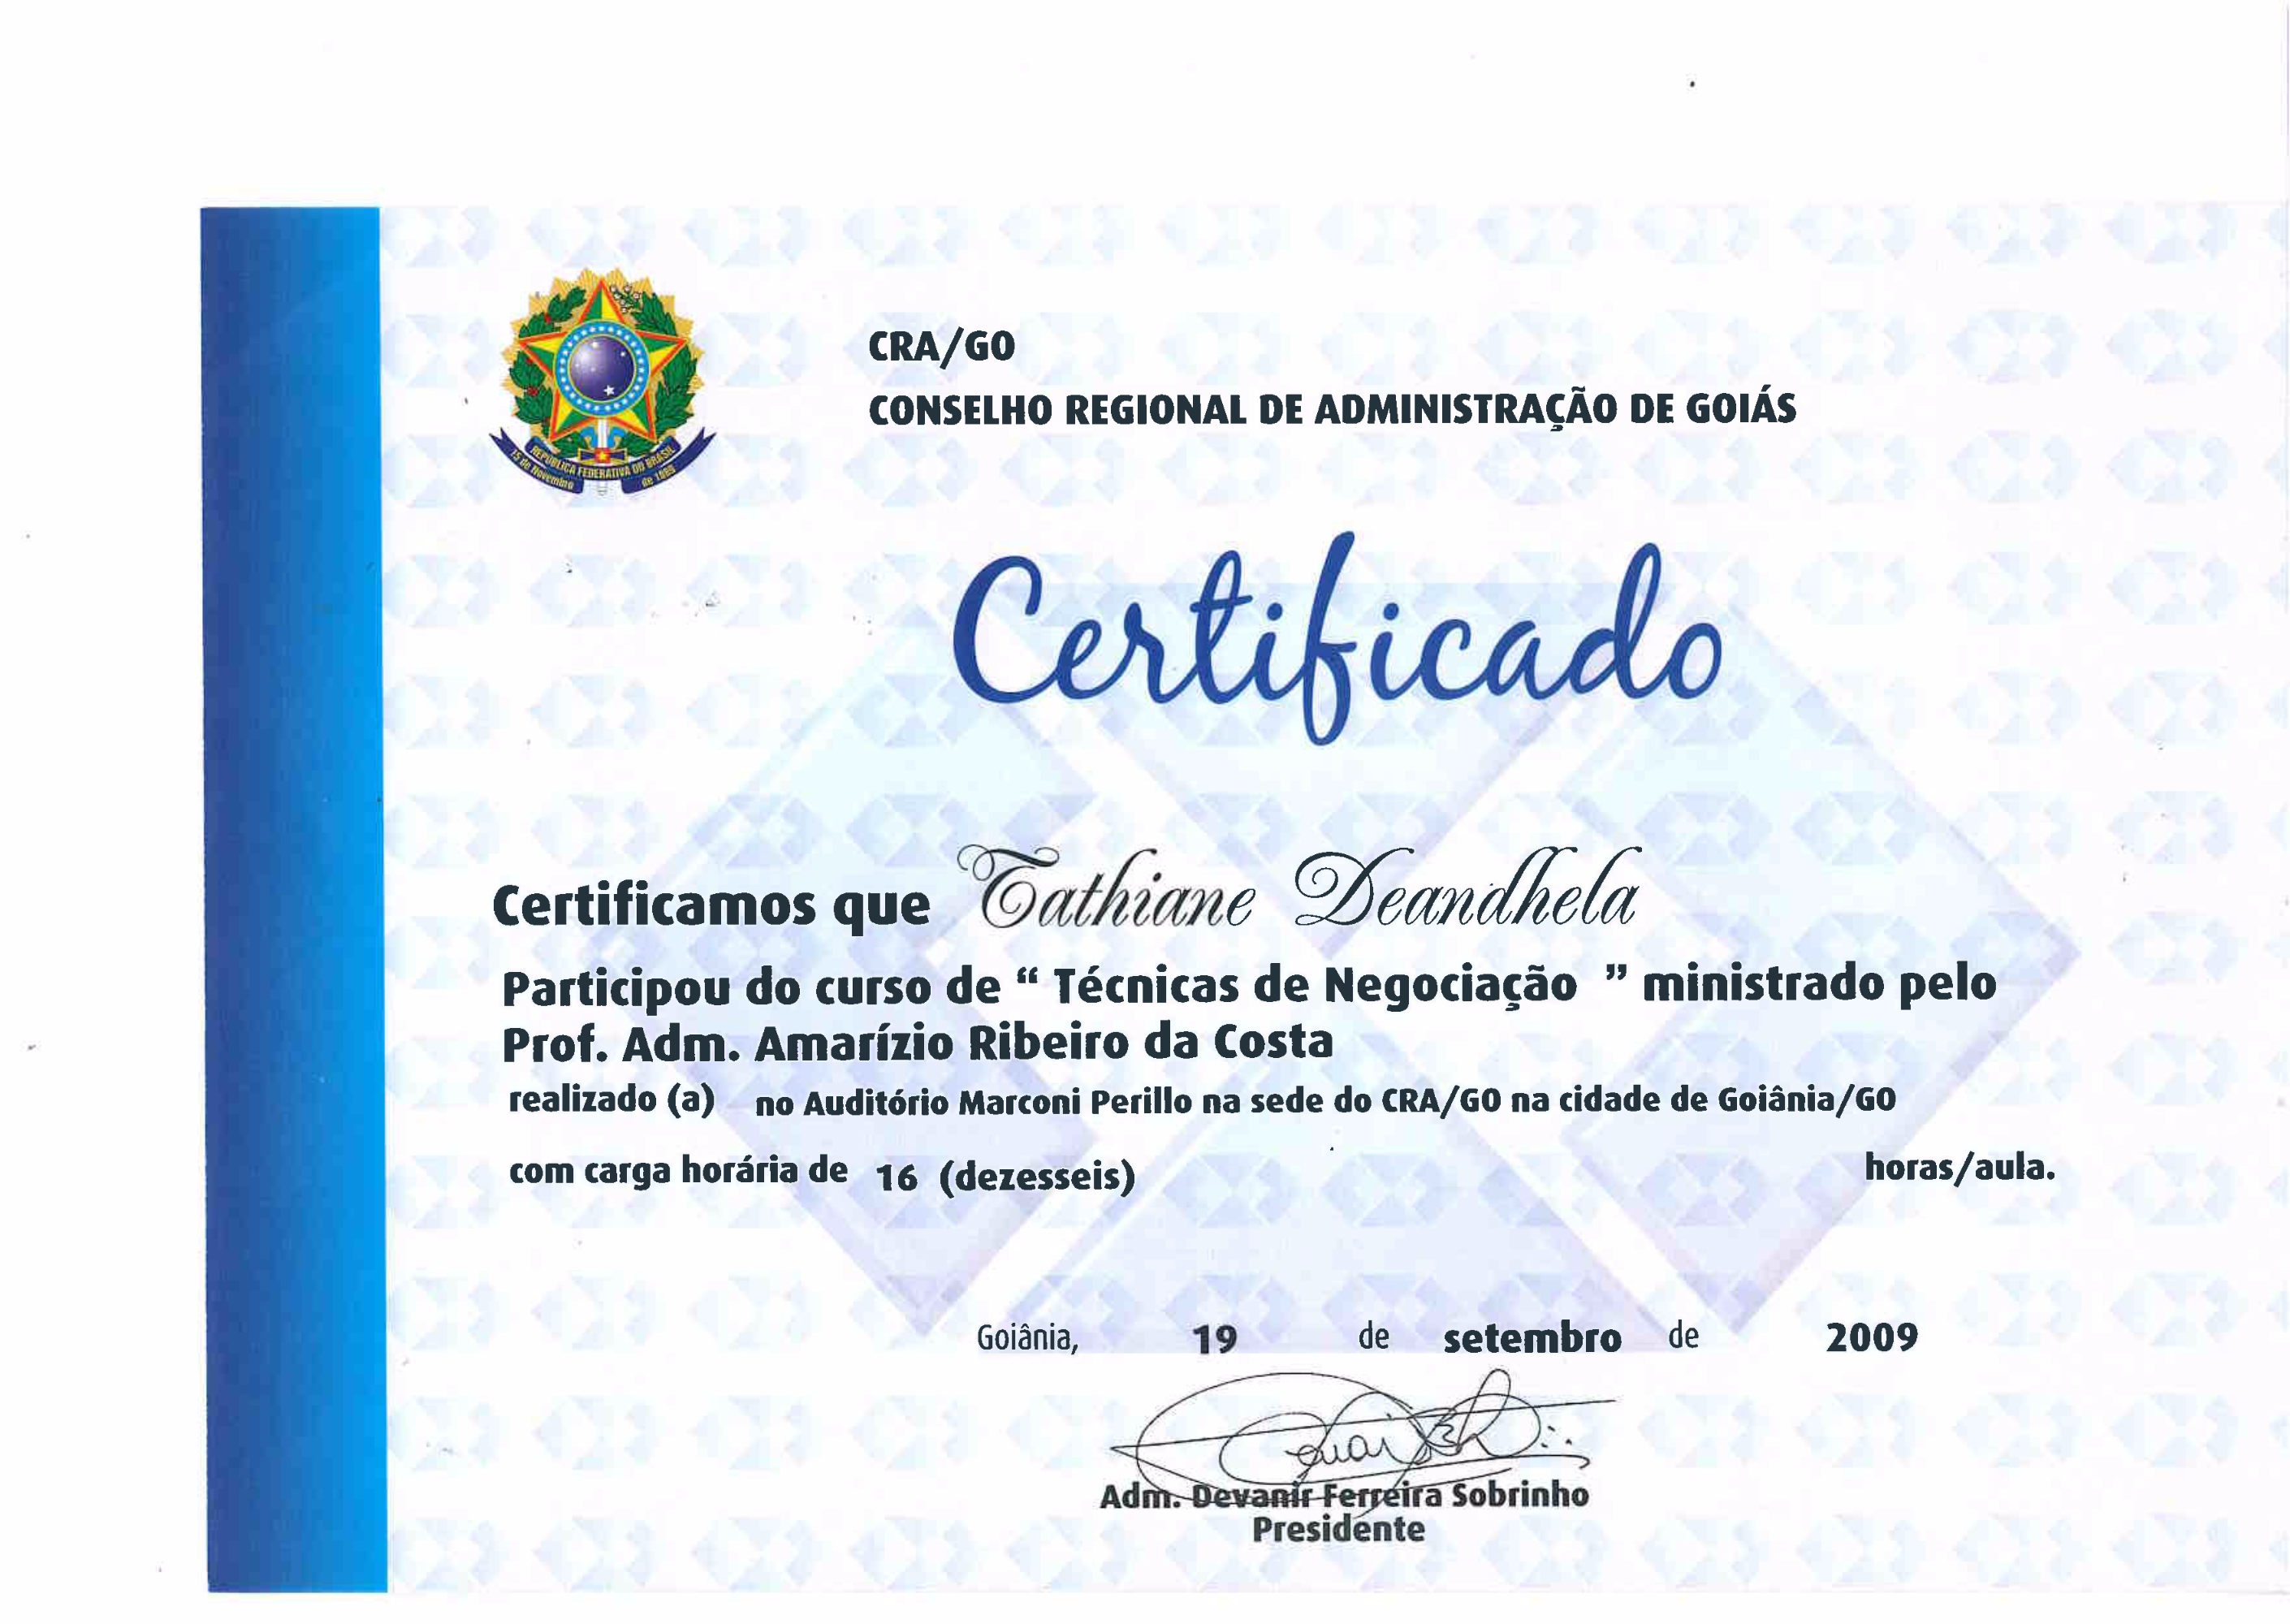 15 de Novembro
REPUBLICA FEDERATIVA DO BRASIL
de 1889
CRA/GO
CONSELHO REGIONAL DE ADMINISTRAÇÃO DE GOIÁS
Certificado
Certificamos que Tathiane Deandhela
Participou do curso de “ Técnicas de Negociação ” ministrado pelo
Prof. Adm. Amarízio Ribeiro da Costa
realizado (a) no Auditório Marconi Perillo na sede do CRA/GO na cidade de Goiânia/GO
com carga horária de 16 (dezesseis) horas/aula.
Goiânia, 19 de setembro de 2009
Adm. Devanir Ferreira Sobrinho
Presidente